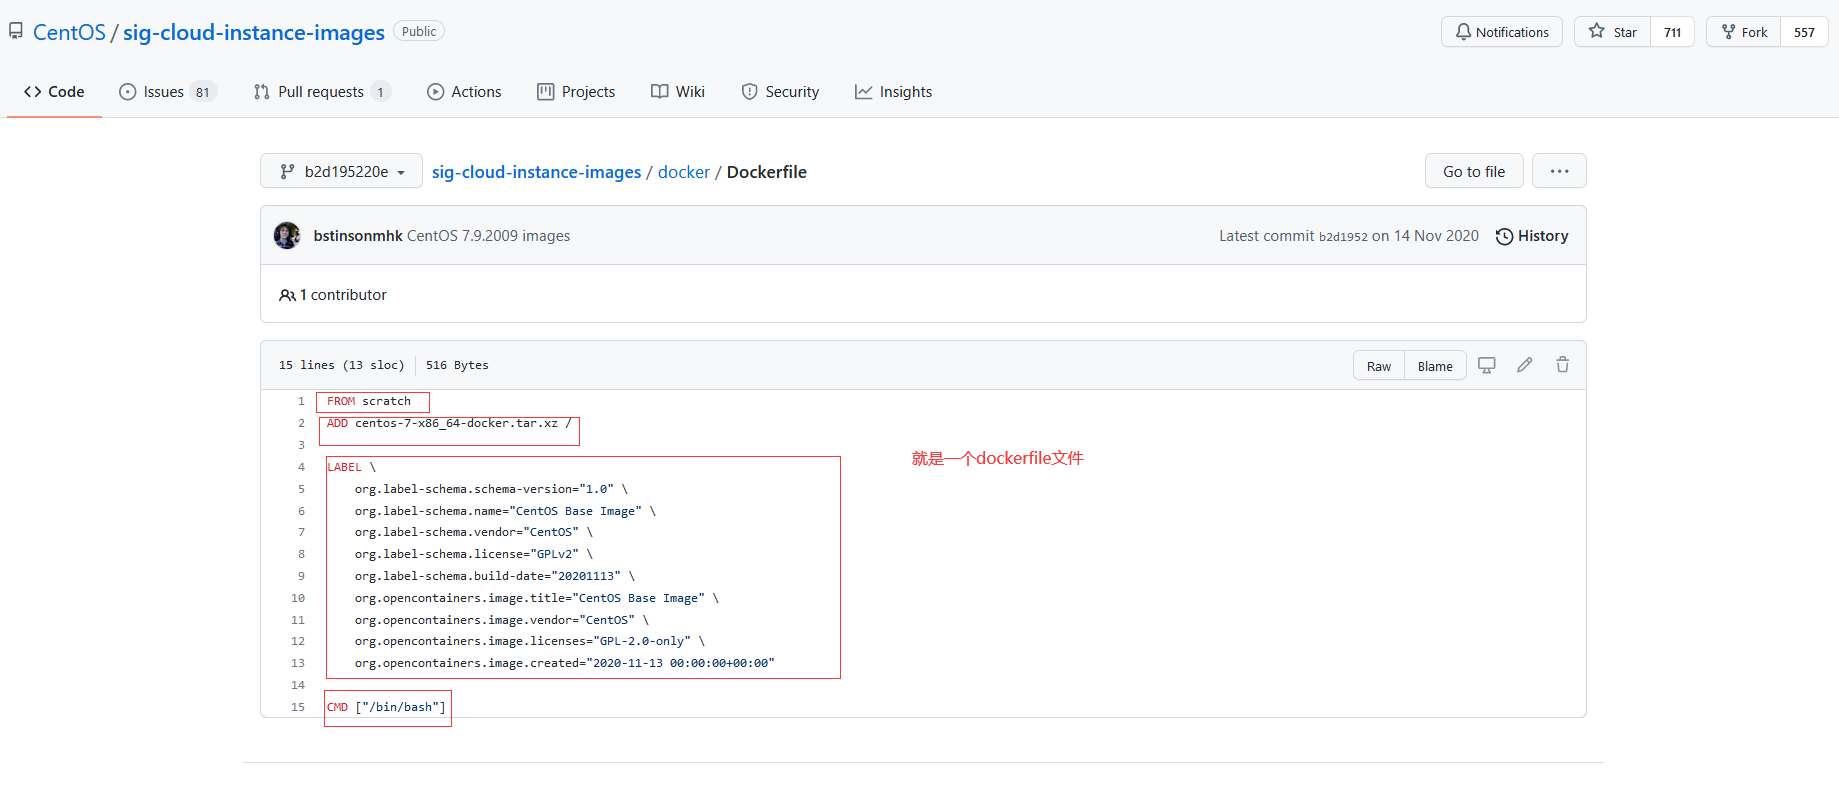 CentOS / sig-cloud-instance-images Public
Notifications Star 711 Fork 557
Code Issues 81 Pull requests 1 Actions Projects Wiki Security Insights
b2d195220e sig-cloud-instance-images / docker / Dockerfile Go to file ...
bstinsonmhk CentOS 7.9.2009 images Latest commit b2d1952 on 14 Nov 2020 History
1 contributor
15 lines (13 sloc) 516 Bytes Raw Blame
1 FROM scratch
2 ADD centos-7-x86_64-docker.tar.xz /
3
就是一个dockerfile文件
4 LABEL \
5 org.label-schema.schema-version="1.0" \
6 org.label-schema.name="CentOS Base Image" \
7 org.label-schema.vendor="CentOS" \
8 org.label-schema.license="GPLv2" \
9 org.label-schema.build-date="20201113" \
10 org.opencontainers.image.title="CentOS Base Image" \
11 org.opencontainers.image.vendor="CentOS" \
12 org.opencontainers.image.licenses="GPL-2.0-only" \
13 org.opencontainers.image.created="2020-11-13 00:00:00+00:00"
14
15 CMD ["/bin/bash"]